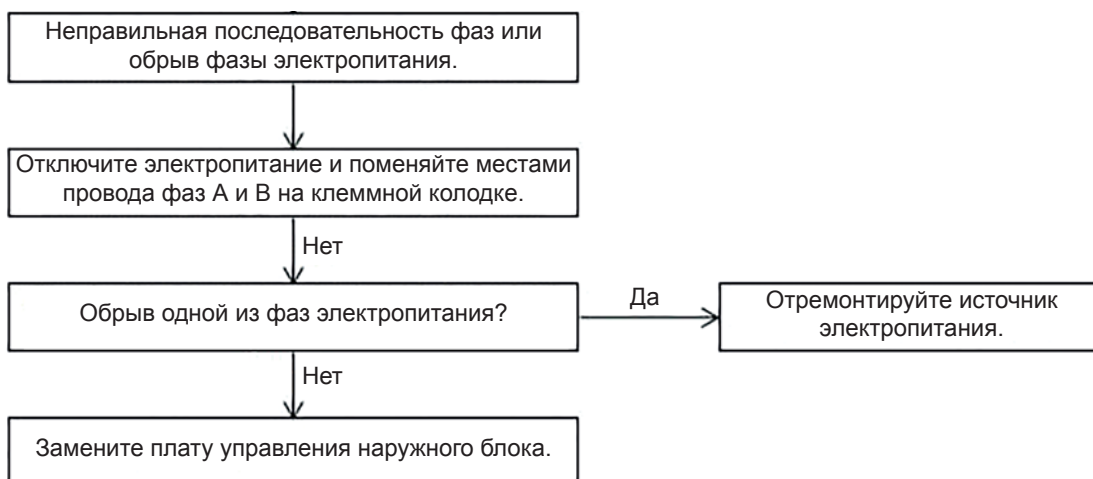 Неправильная последовательность фаз или
обрыв фазы электропитания.
Отключите электропитание и поменяйте местами
провода фаз А и В на клеммной колодке.
Нет
Обрыв одной из фаз электропитания?
Да
Отремонтируйте источник
электропитания.
Нет
Замените плату управления наружного блока.